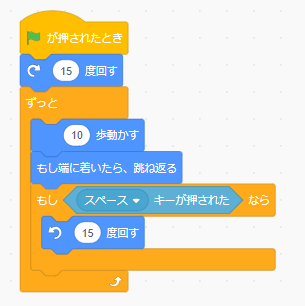 が押されたとき
15 度回す
ずっと
10 歩動かす
もし端に着いたら、跳ね返る
もし スペース キーが押された なら
15 度回す